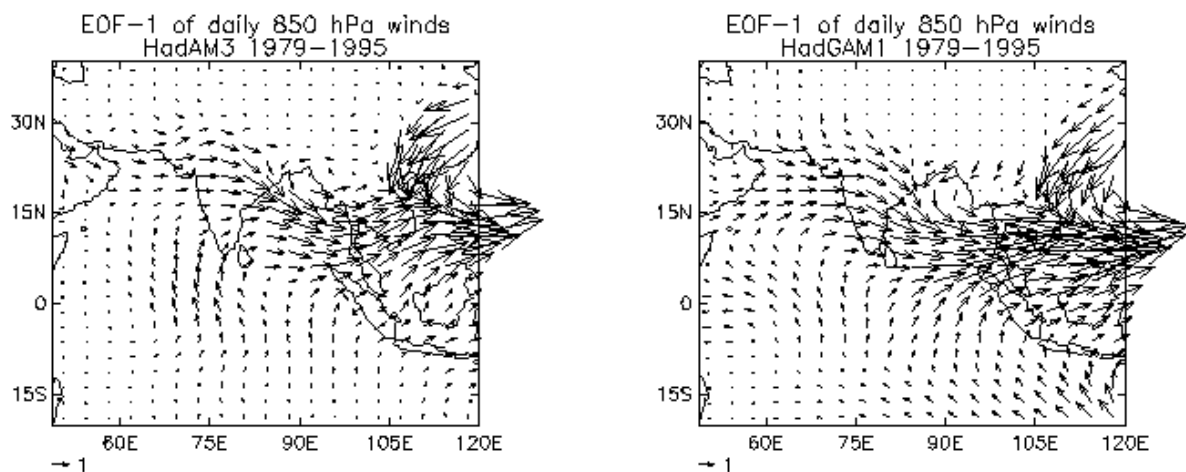 EOF-1 of daily 850 hPa winds
HadAM3 1979-1995
30N
15N
0
15S
60E 75E 90E 105E 120E
→ 1
EOF-1 of daily 850 hPa winds
HadGAM1 1979-1995
30N
15N
0
15S
60E 75E 90E 105E 120E
→ 1